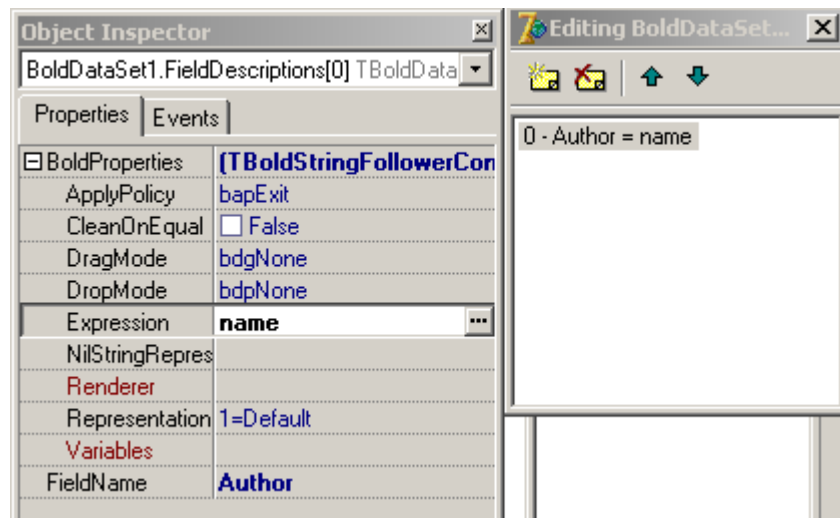 Object Inspector
BoldDataSet1.FieldDescriptions[0] TBoldData
Properties Events
BoldProperties (TBoldStringFollowerCon
ApplyPolicy bapExit
CleanOnEqual False
DragMode bdgNone
DropMode bdpNone
Expression name ...
NilStringRepres
Renderer
Representation 1=Default
Variables
FieldName Author
Editing BoldDataSet...
0 - Author = name